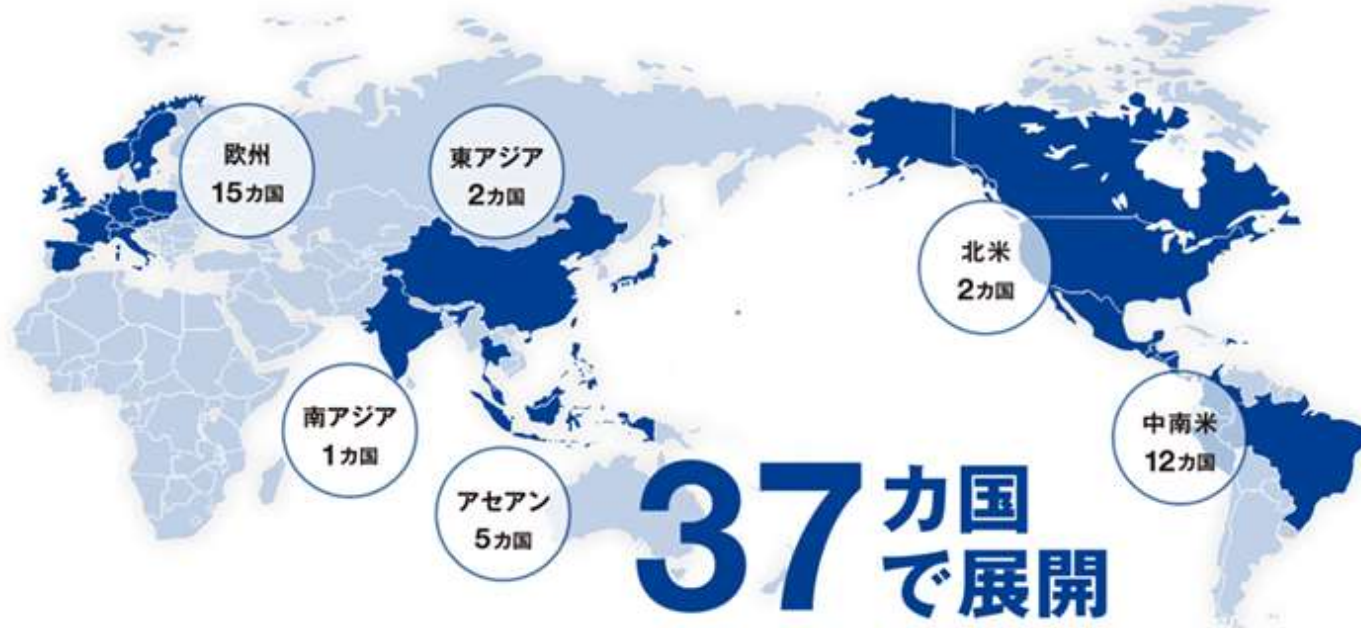 欧州
15カ国
東アジア
2カ国
北米
2カ国
南アジア
1カ国
中南米
12カ国
アセアン
5カ国
37カ国
で展開